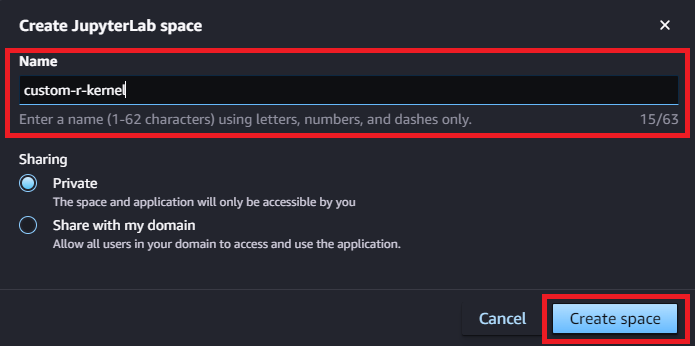 Create JupyterLab space
Name
custom-r-kernel
Enter a name (1-62 characters) using letters, numbers, and dashes only. 15/63
Sharing
Private
The space and application will only be accessible by you
Share with my domain
Allow all users in your domain to access and use the application.
Cancel Create space